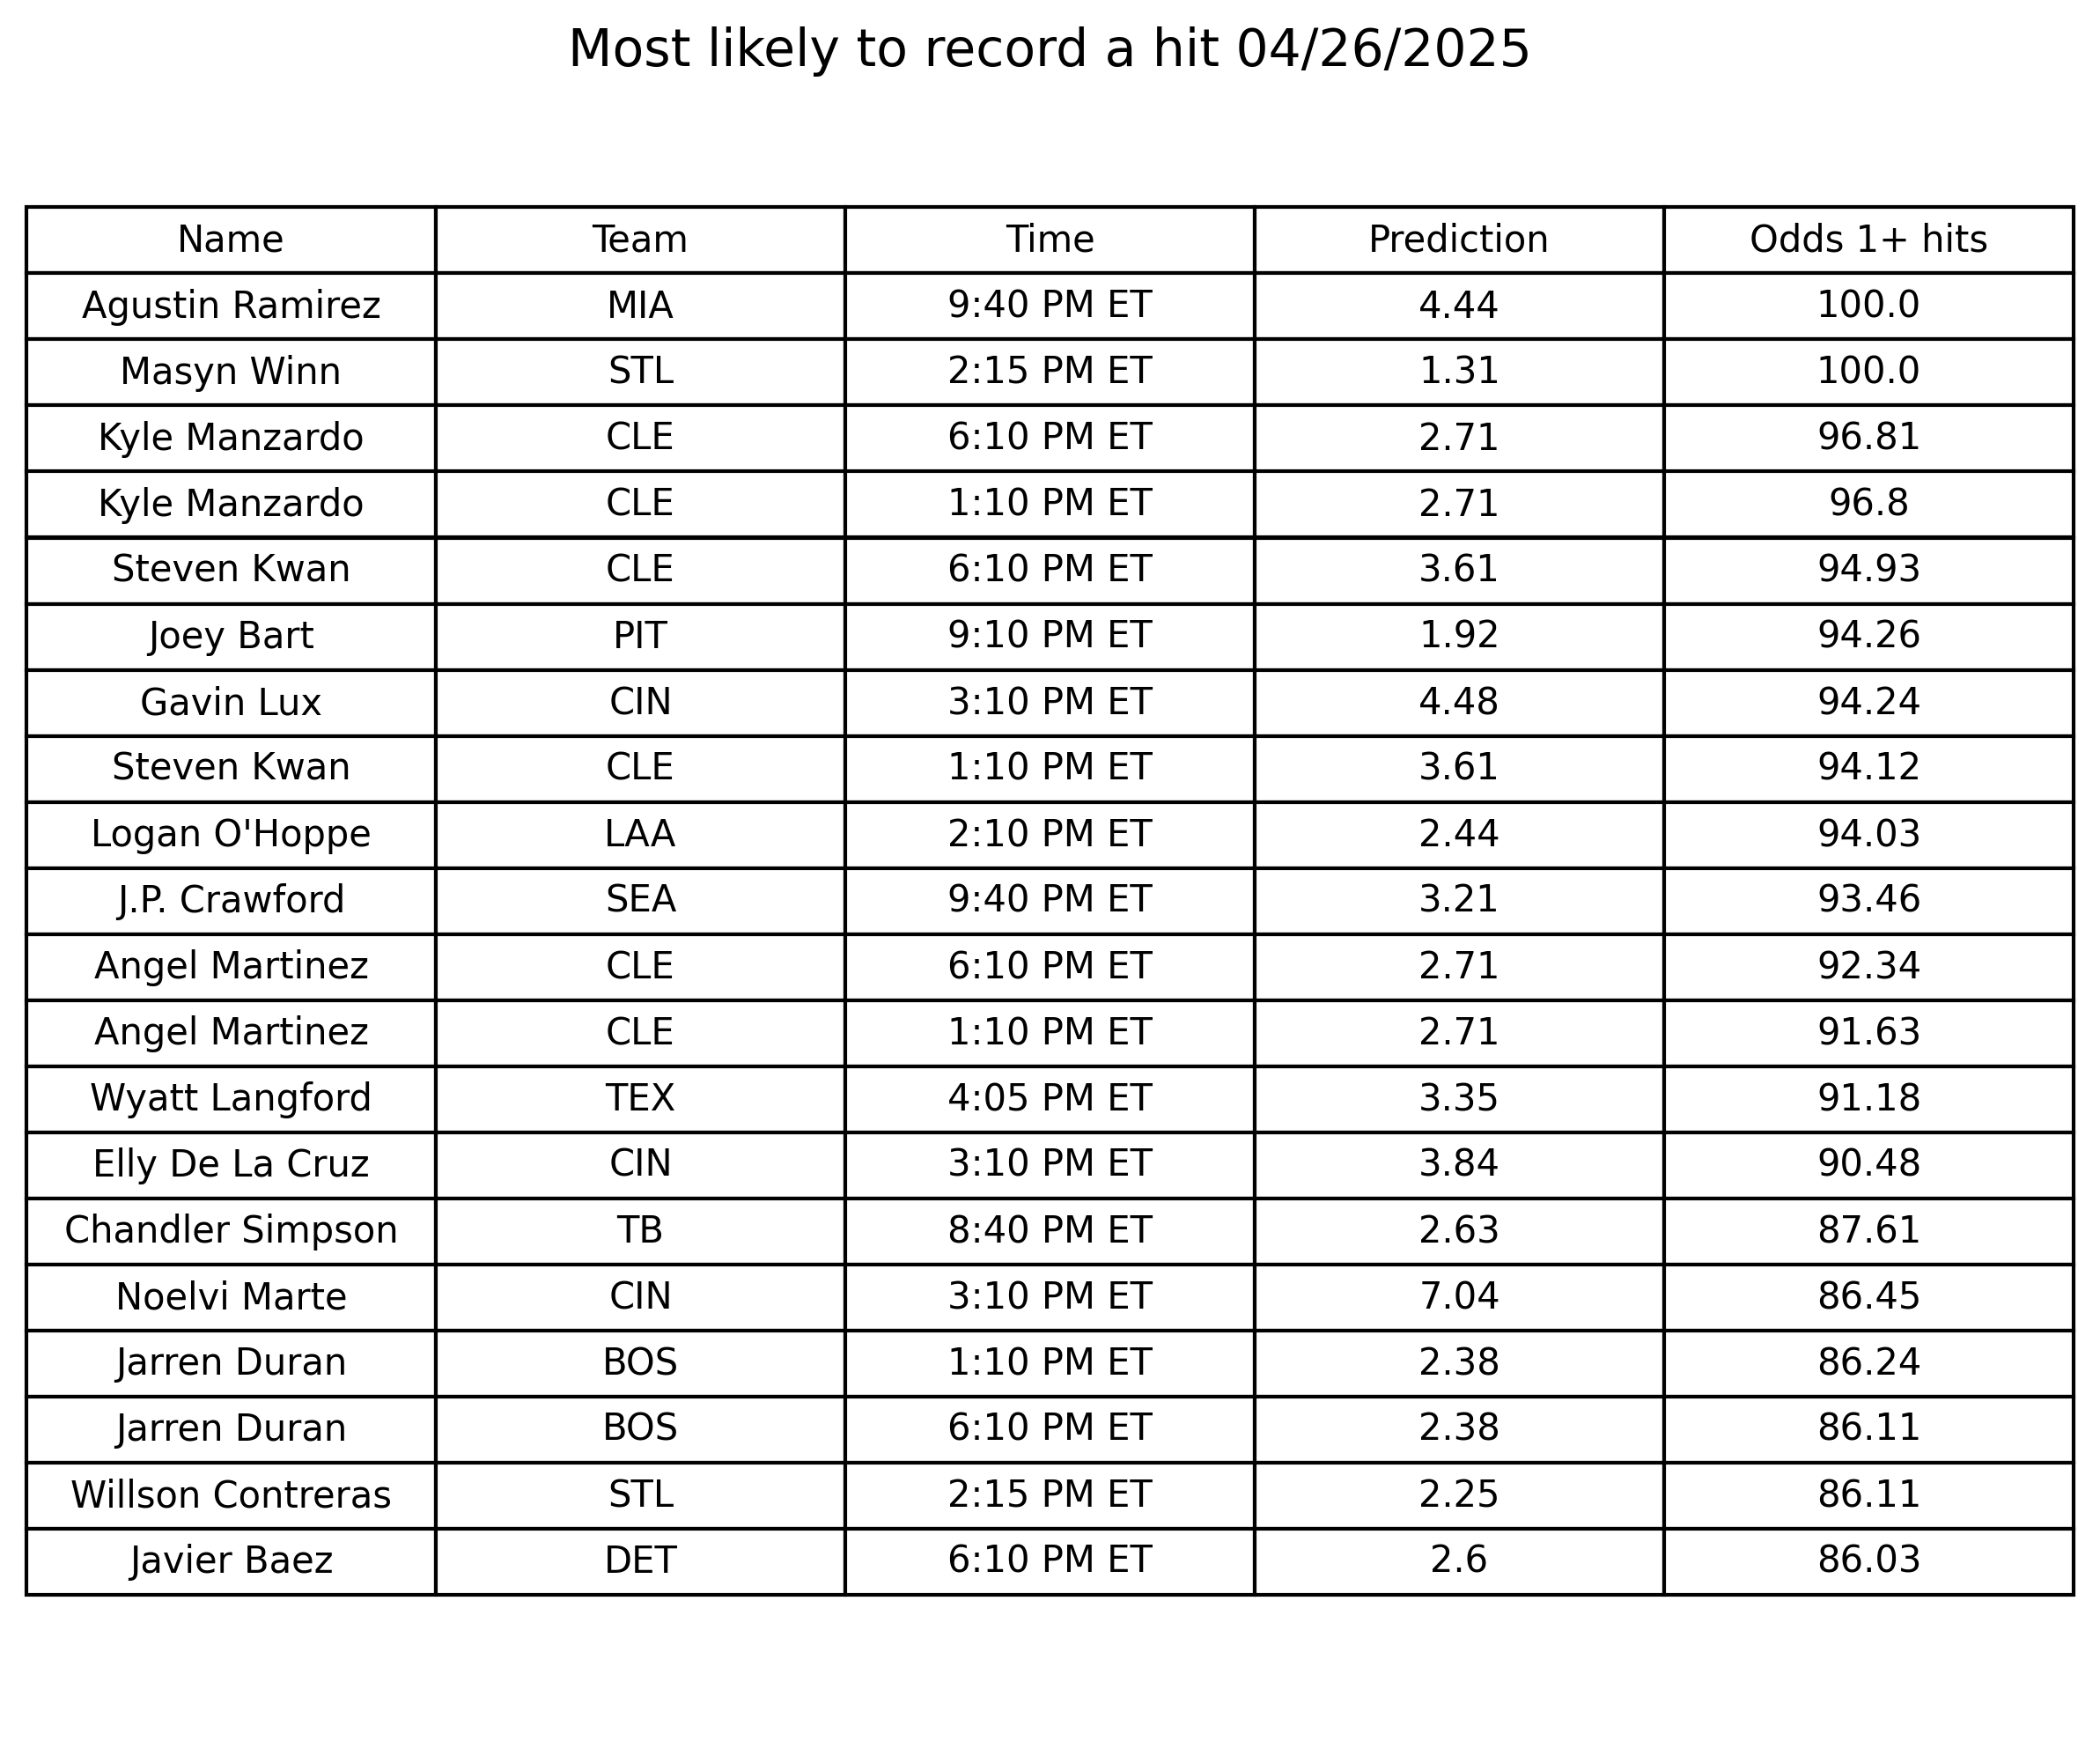 Most likely to record a hit 04/26/2025
Name Team Time Prediction Odds 1+ hits
Agustin Ramirez MIA 9:40 PM ET 4.44 100.0
Masyn Winn STL 2:15 PM ET 1.31 100.0
Kyle Manzardo CLE 6:10 PM ET 2.71 96.81
Kyle Manzardo CLE 1:10 PM ET 2.71 96.8
Steven Kwan CLE 6:10 PM ET 3.61 94.93
Joey Bart PIT 9:10 PM ET 1.92 94.26
Gavin Lux CIN 3:10 PM ET 4.48 94.24
Steven Kwan CLE 1:10 PM ET 3.61 94.12
Logan O'Hoppe LAA 2:10 PM ET 2.44 94.03
J.P. Crawford SEA 9:40 PM ET 3.21 93.46
Angel Martinez CLE 6:10 PM ET 2.71 92.34
Angel Martinez CLE 1:10 PM ET 2.71 91.63
Wyatt Langford TEX 4:05 PM ET 3.35 91.18
Elly De La Cruz CIN 3:10 PM ET 3.84 90.48
Chandler Simpson TB 8:40 PM ET 2.63 87.61
Noelvi Marte CIN 3:10 PM ET 7.04 86.45
Jarren Duran BOS 1:10 PM ET 2.38 86.24
Jarren Duran BOS 6:10 PM ET 2.38 86.11
Willson Contreras STL 2:15 PM ET 2.25 86.11
Javier Baez DET 6:10 PM ET 2.6 86.03